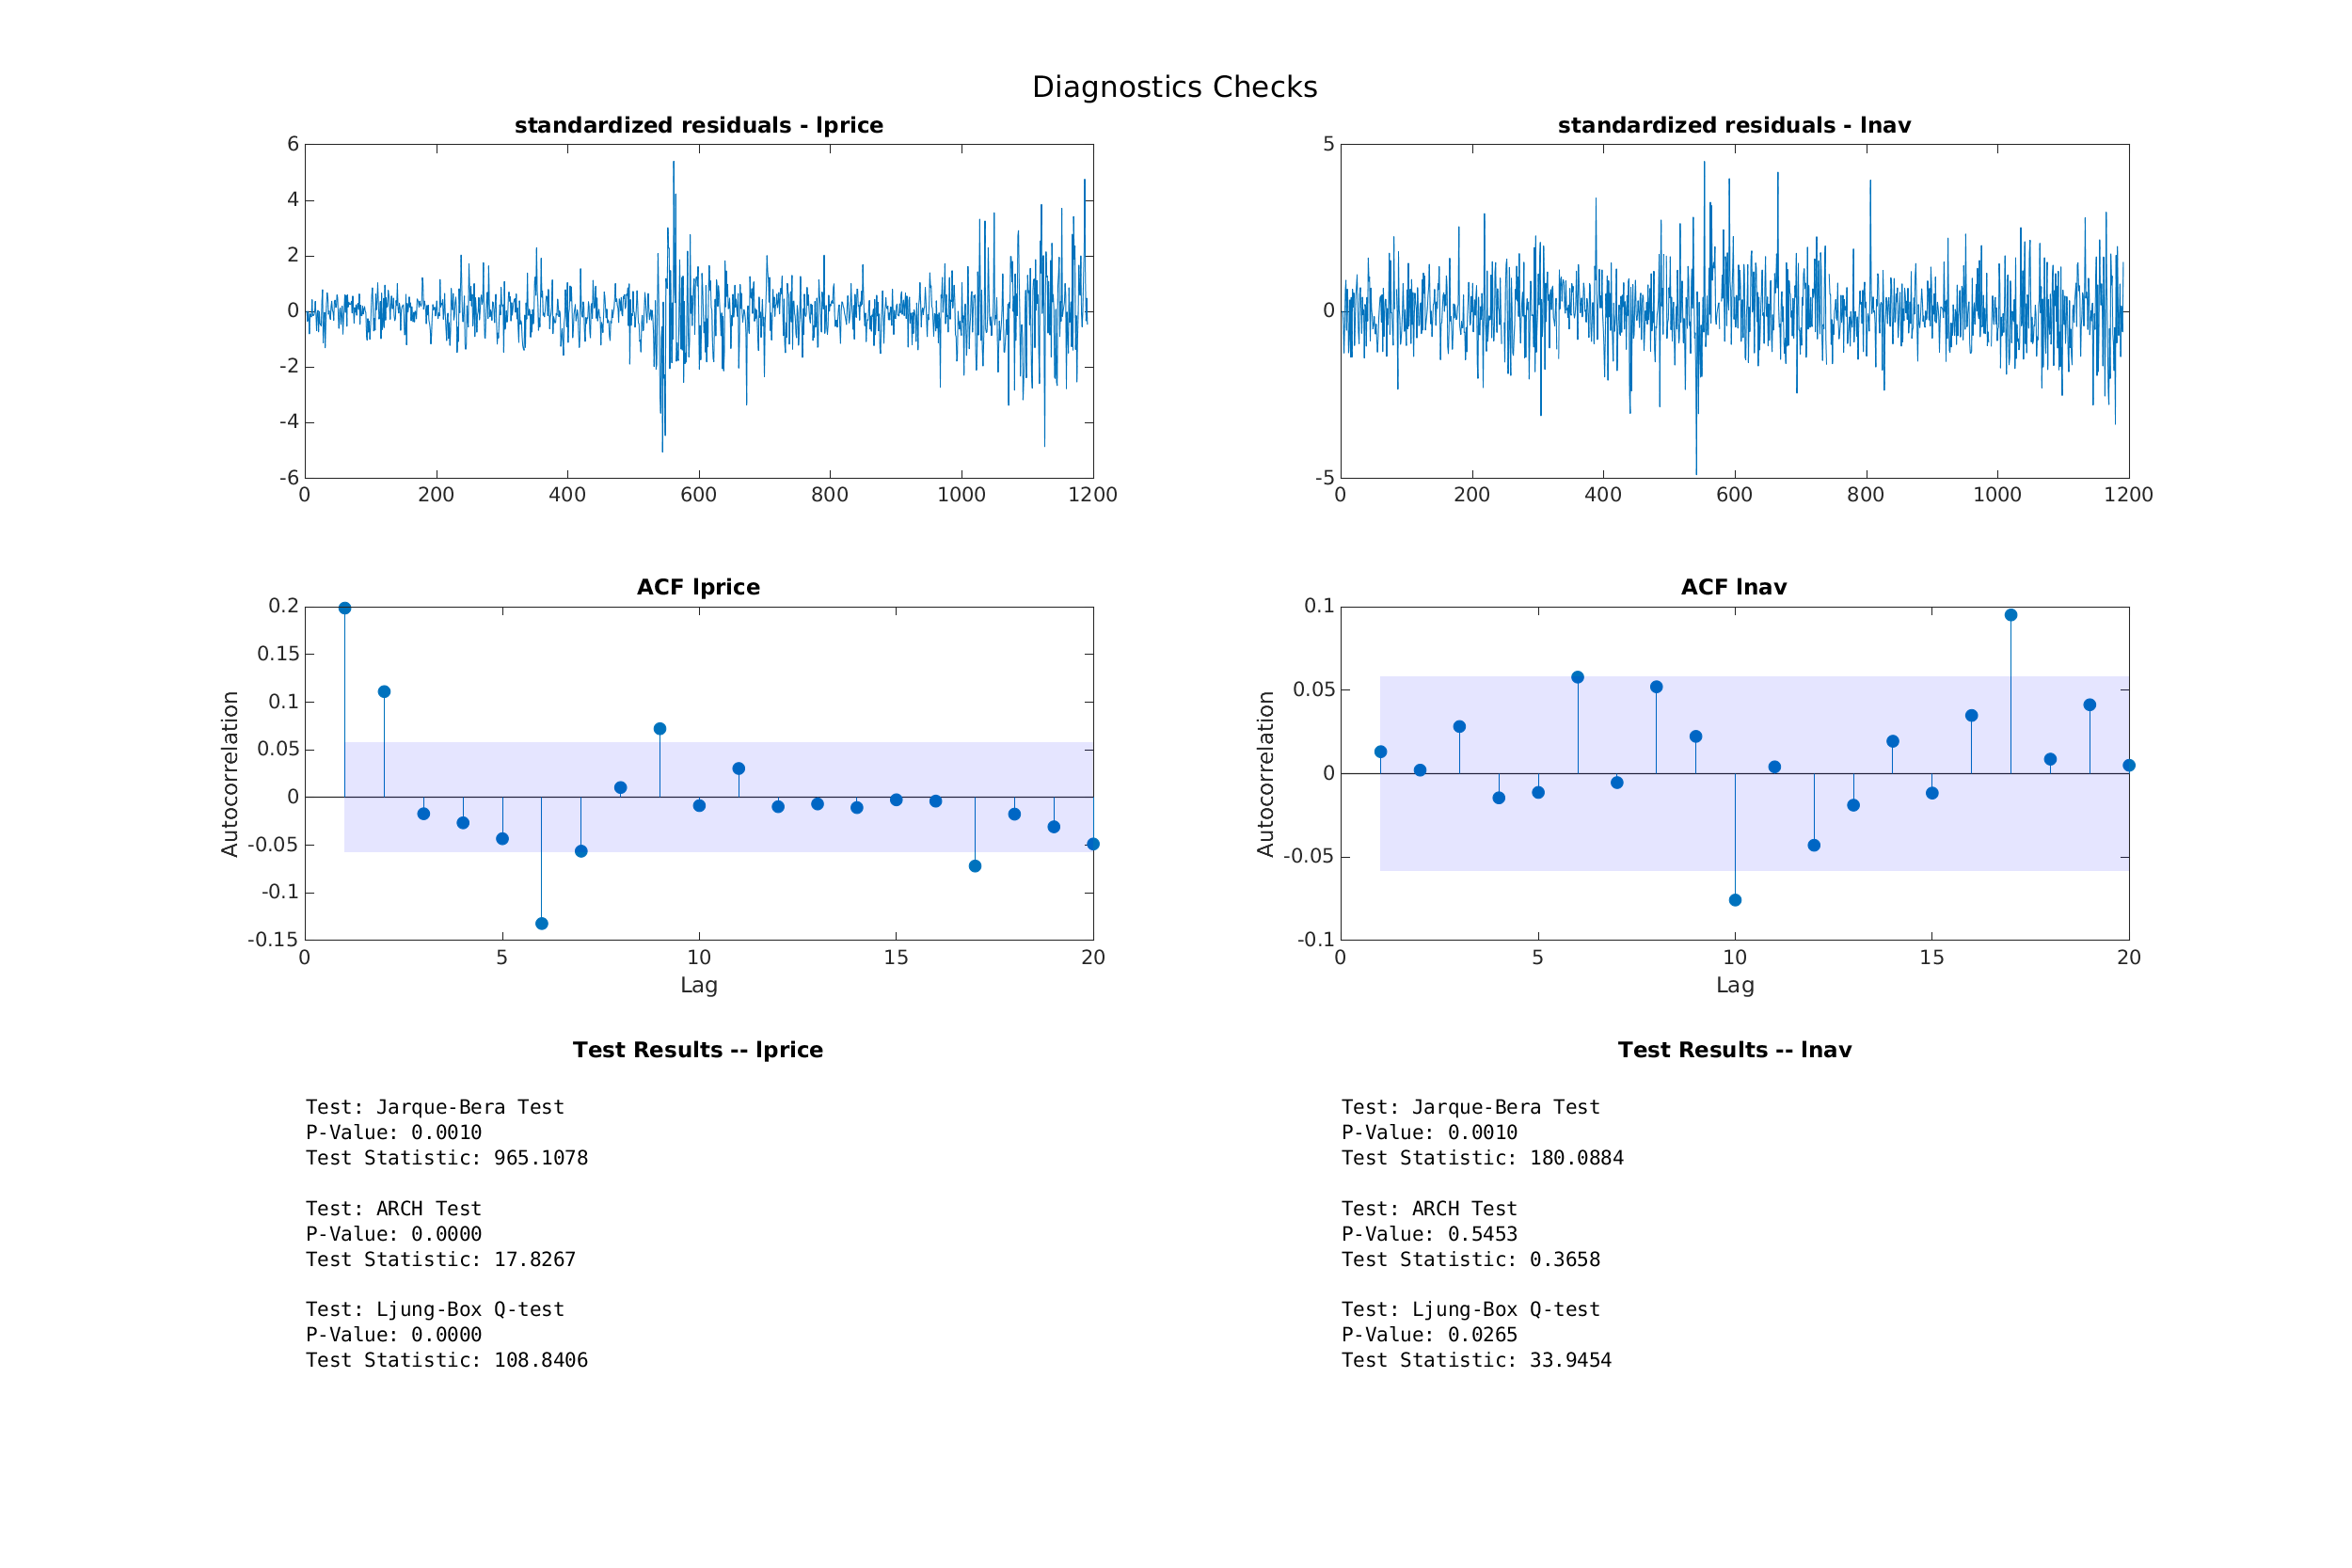 Diagnostics Checks
standardized residuals - lprice
6
4
2
0
-2
-4
-6
0 200 400 600 800 1000 1200
standardized residuals - lnav
5
0
-5
0 200 400 600 800 1000 1200
ACF lprice
0.2
0.15
0.1
0.05
0
-0.05
-0.1
-0.15
Autocorrelation
0 5 10 15 20
Lag
ACF lnav
0.1
0.05
0
-0.05
-0.1
Autocorrelation
0 5 10 15 20
Lag
Test Results -- lprice
Test: Jarque-Bera Test
P-Value: 0.0010
Test Statistic: 965.1078
Test: ARCH Test
P-Value: 0.0000
Test Statistic: 17.8267
Test: Ljung-Box Q-test
P-Value: 0.0000
Test Statistic: 108.8406
Test Results -- lnav
Test: Jarque-Bera Test
P-Value: 0.0010
Test Statistic: 180.0884
Test: ARCH Test
P-Value: 0.5453
Test Statistic: 0.3658
Test: Ljung-Box Q-test
P-Value: 0.0265
Test Statistic: 33.9454